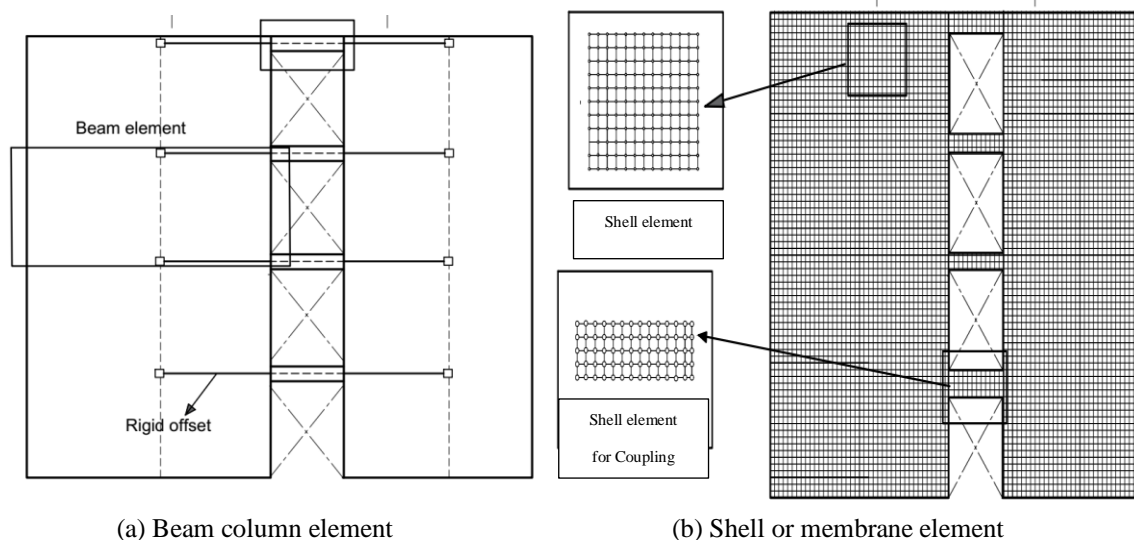 Beam element
Rigid offset
(a) Beam column element
Shell element
Shell element
for Coupling
(b) Shell or membrane element